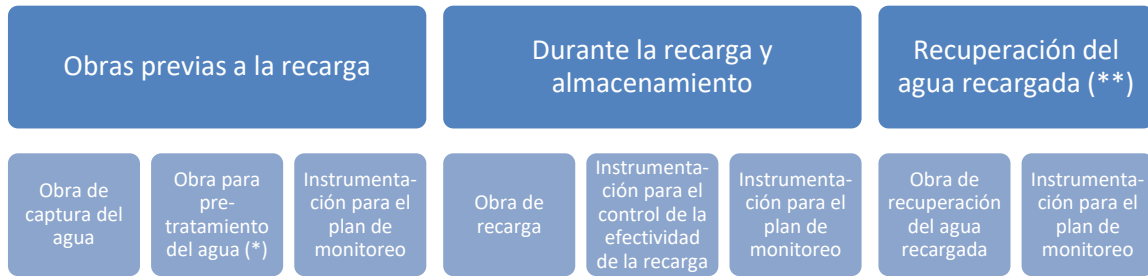 Obras previas a la recarga
Durante la recarga y
almacenamiento
Recuperación del
agua recargada (**)
Obra de
captura del
agua
Obra para
pre-
tratamiento
del agua (*)
Instrumenta-
ción para el
plan de
monitoreo
Obra de
recarga
Instrumenta-
ción para el
control de la
efectividad
de la recarga
Instrumenta-
ción para el
plan de
monitoreo
Obra de
recuperación
del agua
recargada
Instrumenta-
ción para el
plan de
monitoreo